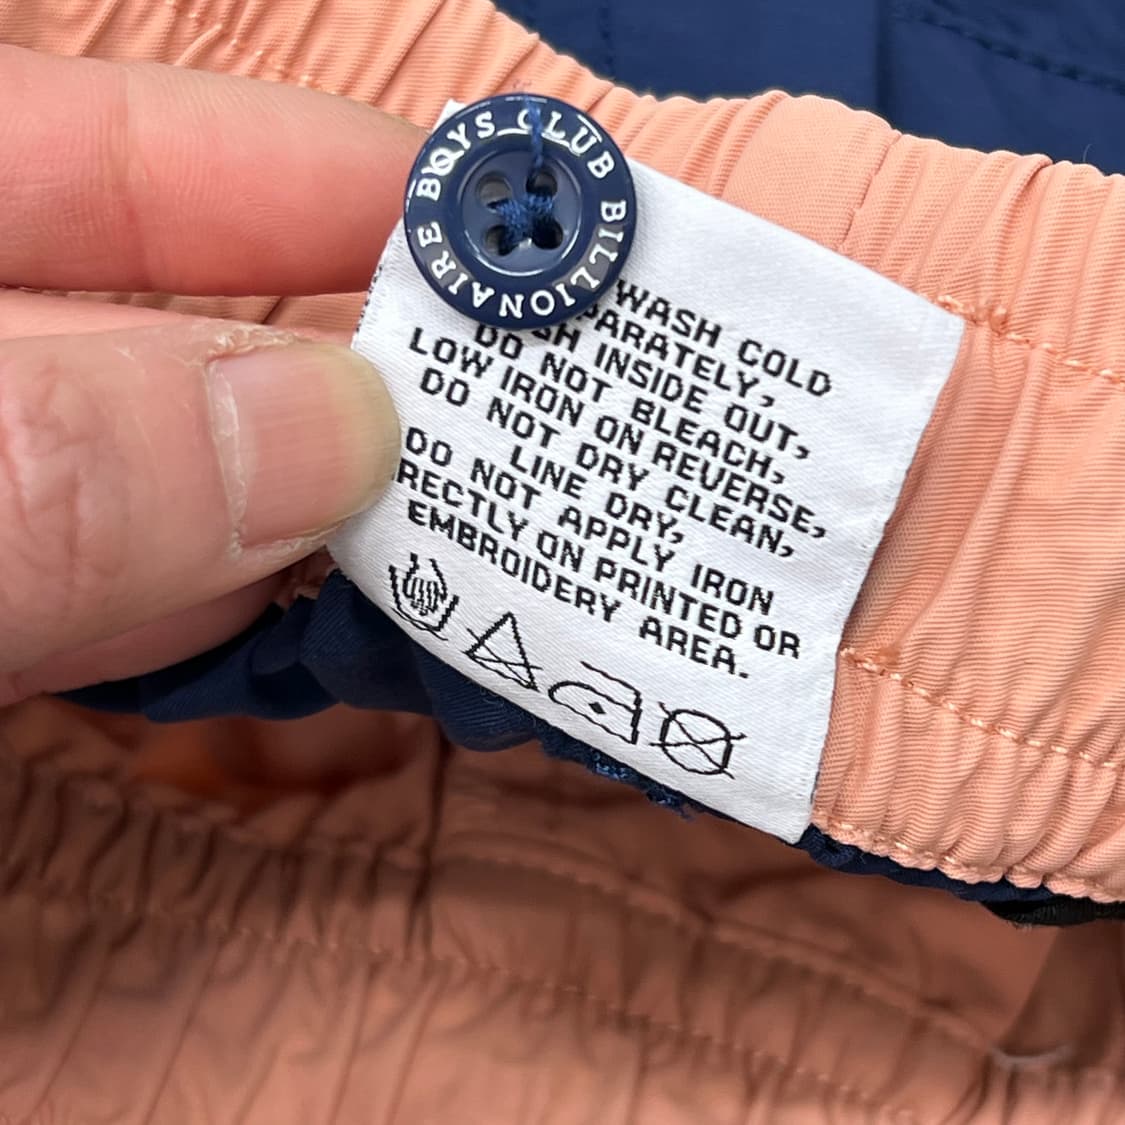 BILLIONAIRE BOYS CLUB
WASH COLD
PARATELY,
SH INSIDE OUT,
DO NOT BLEACH,
LOW IRON ON REVERSE,
DO NOT DRY CLEAN,
LINE DRY,
DO NOT APPLY IRON
RECTLY ON PRINTED OR
EMBROIDERY AREA.